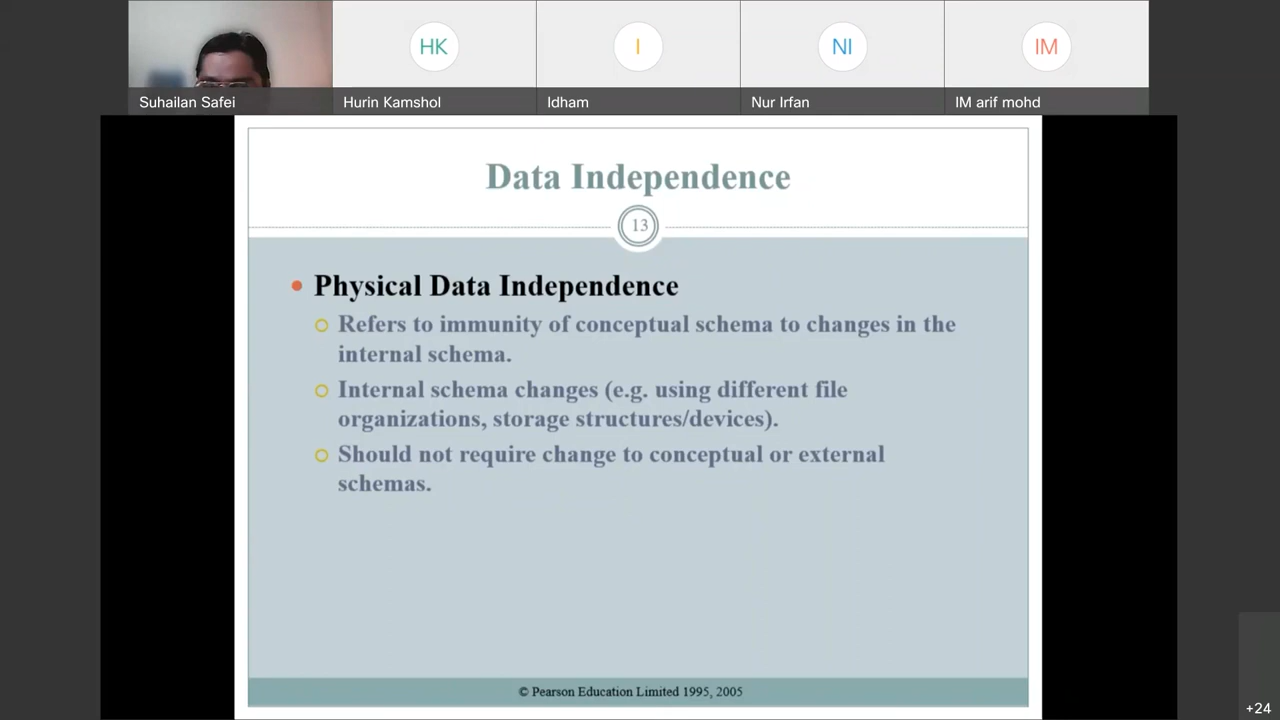 HK
I
NI
IM
Suhailan Safei
Hurin Kamshol
Idham
Nur Irfan
IM arif mohd
Data Independence
13
Physical Data Independence
Refers to immunity of conceptual schema to changes in the
internal schema.
Internal schema changes (e.g. using different file
organizations, storage structures/devices).
Should not require change to conceptual or external
schemas.
© Pearson Education Limited 1995, 2005
+24